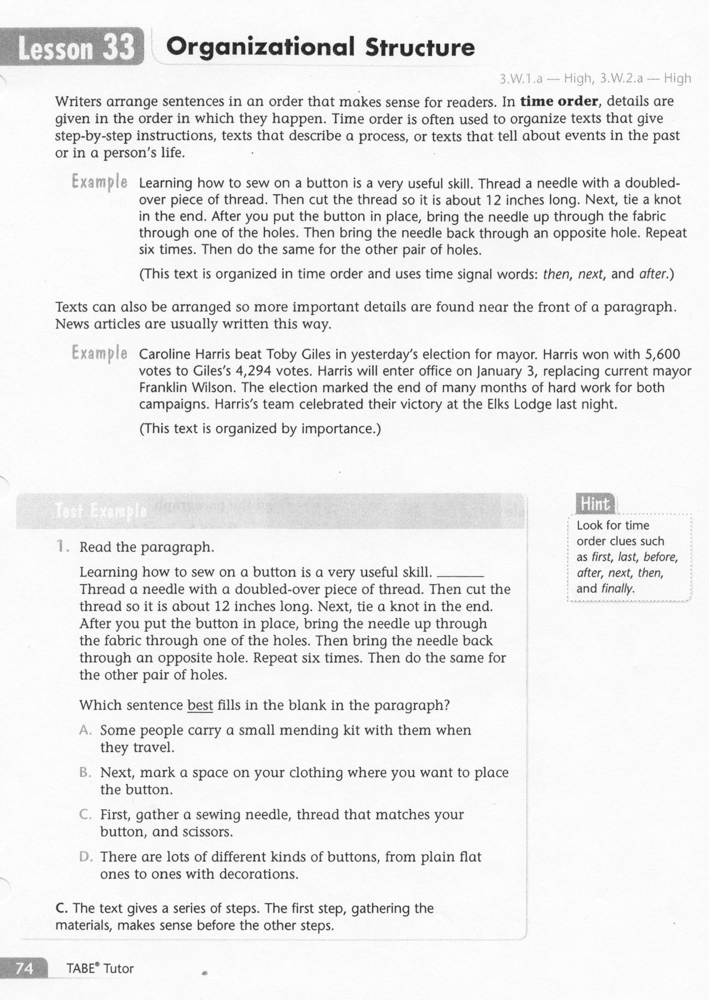 Lesson 33
Organizational Structure
3.W.1.a — High, 3.W.2.a — High
Writers arrange sentences in an order that makes sense for readers. In time order, details are
given in the order in which they happen. Time order is often used to organize texts that give
step-by-step instructions, texts that describe a process, or texts that tell about events in the past
or in a person's life.
Example
Learning how to sew on a button is a very useful skill. Thread a needle with a doubled-
over piece of thread. Then cut the thread so it is about 12 inches long. Next, tie a knot
in the end. After you put the button in place, bring the needle up through the fabric
through one of the holes. Then bring the needle back through an opposite hole. Repeat
six times. Then do the same for the other pair of holes.
(This text is organized in time order and uses time signal words: then, next, and after.)
Texts can also be arranged so more important details are found near the front of a paragraph.
News articles are usually written this way.
Example
Caroline Harris beat Toby Giles in yesterday's election for mayor. Harris won with 5,600
votes to Giles's 4,294 votes. Harris will enter office on January 3, replacing current mayor
Franklin Wilson. The election marked the end of many months of hard work for both
campaigns. Harris's team celebrated their victory at the Elks Lodge last night.
(This text is organized by importance.)
Test Example
1. Read the paragraph.
Learning how to sew on a button is a very useful skill. ______
Thread a needle with a doubled-over piece of thread. Then cut the
thread so it is about 12 inches long. Next, tie a knot in the end.
After you put the button in place, bring the needle up through
the fabric through one of the holes. Then bring the needle back
through an opposite hole. Repeat six times. Then do the same for
the other pair of holes.
Which sentence best fills in the blank in the paragraph?
A. Some people carry a small mending kit with them when
they travel.
B. Next, mark a space on your clothing where you want to place
the button.
C. First, gather a sewing needle, thread that matches your
button, and scissors.
D. There are lots of different kinds of buttons, from plain flat
ones to ones with decorations.
C. The text gives a series of steps. The first step, gathering the
materials, makes sense before the other steps.
Hint
Look for time
order clues such
as first, last, before,
after, next, then,
and finally.
74
TABE® Tutor